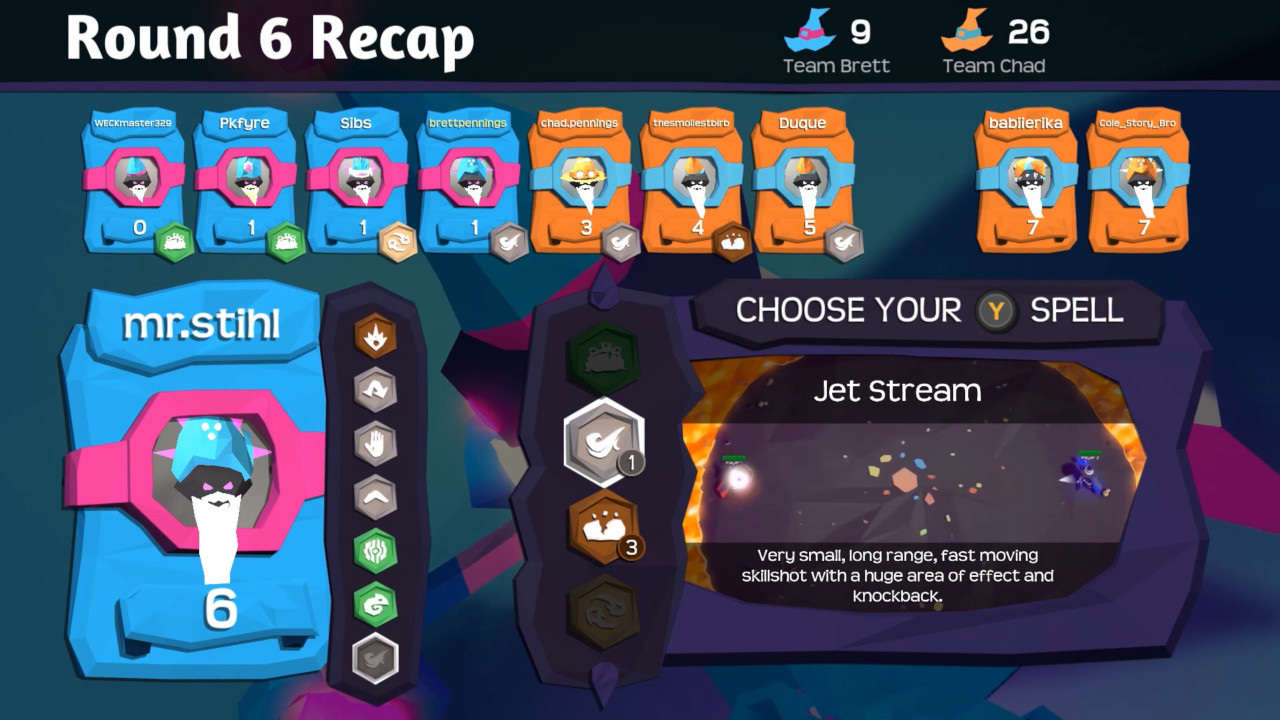 Round 6 Recap
9
Team Brett
26
Team Chad
WECKmaster329
Pkfyre
Sibs
brettpennings
chad.pennings
thesmollestbirb
Duque
babiierika
Cole_Story_Bro
0
1
1
1
3
4
5
7
7
mr.stihl
6
CHOOSE YOUR Y SPELL
1
3
Jet Stream
Very small, long range, fast moving
skillshot with a huge area of effect and
knockback.